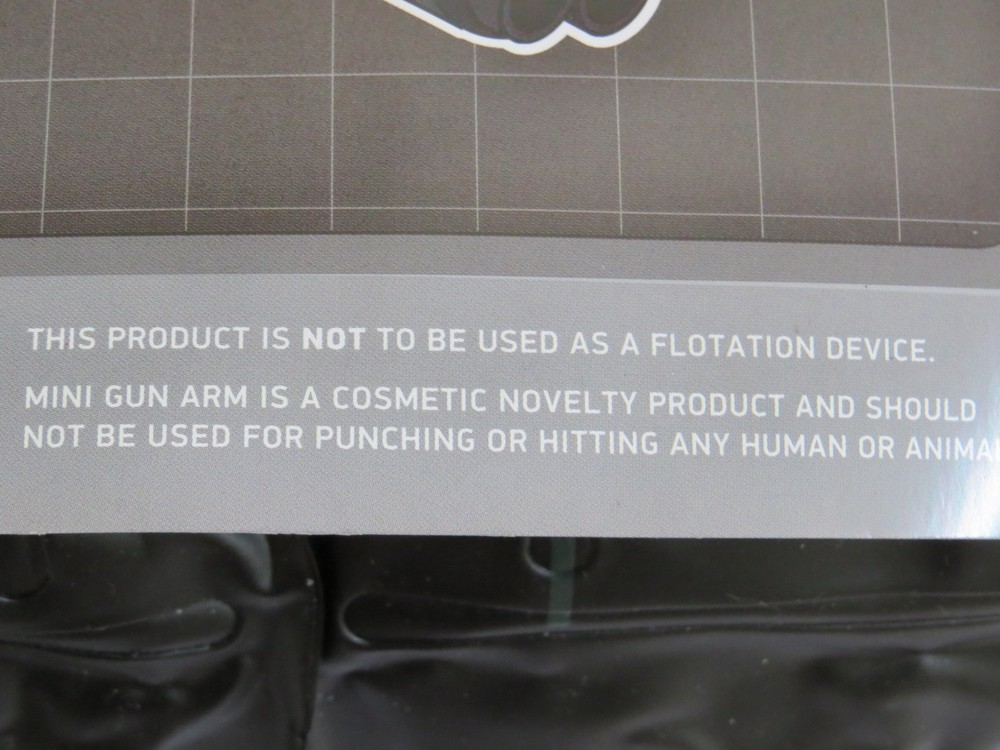 THIS PRODUCT IS NOT TO BE USED AS A FLOTATION DEVICE.
MINI GUN ARM IS A COSMETIC NOVELTY PRODUCT AND SHOULD
NOT BE USED FOR PUNCHING OR HITTING ANY HUMAN OR ANIMAL